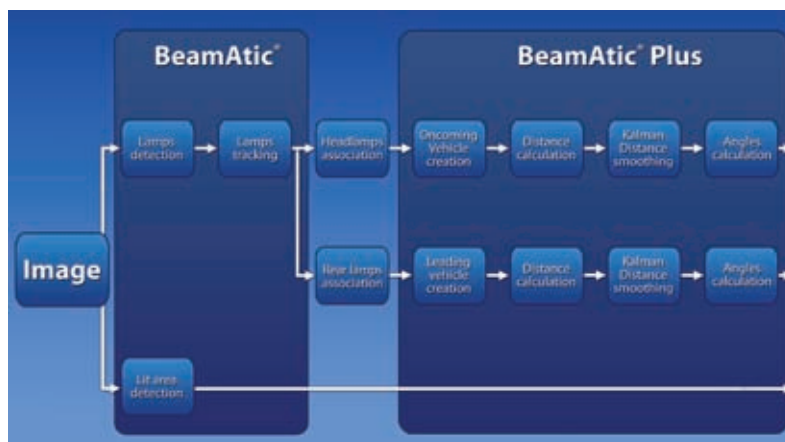 BeamAtic®
BeamAtic® Plus
Lamps
detection
Lamps
tracking
Headlamps
association
Oncoming
Vehicle
creation
Distance
calculation
Kalman
Distance
smoothing
Angles
calculation
Image
Rear lamps
association
Leading
vehicle
creation
Distance
calculation
Kalman
Distance
smoothing
Angles
calculation
Lit area
detection